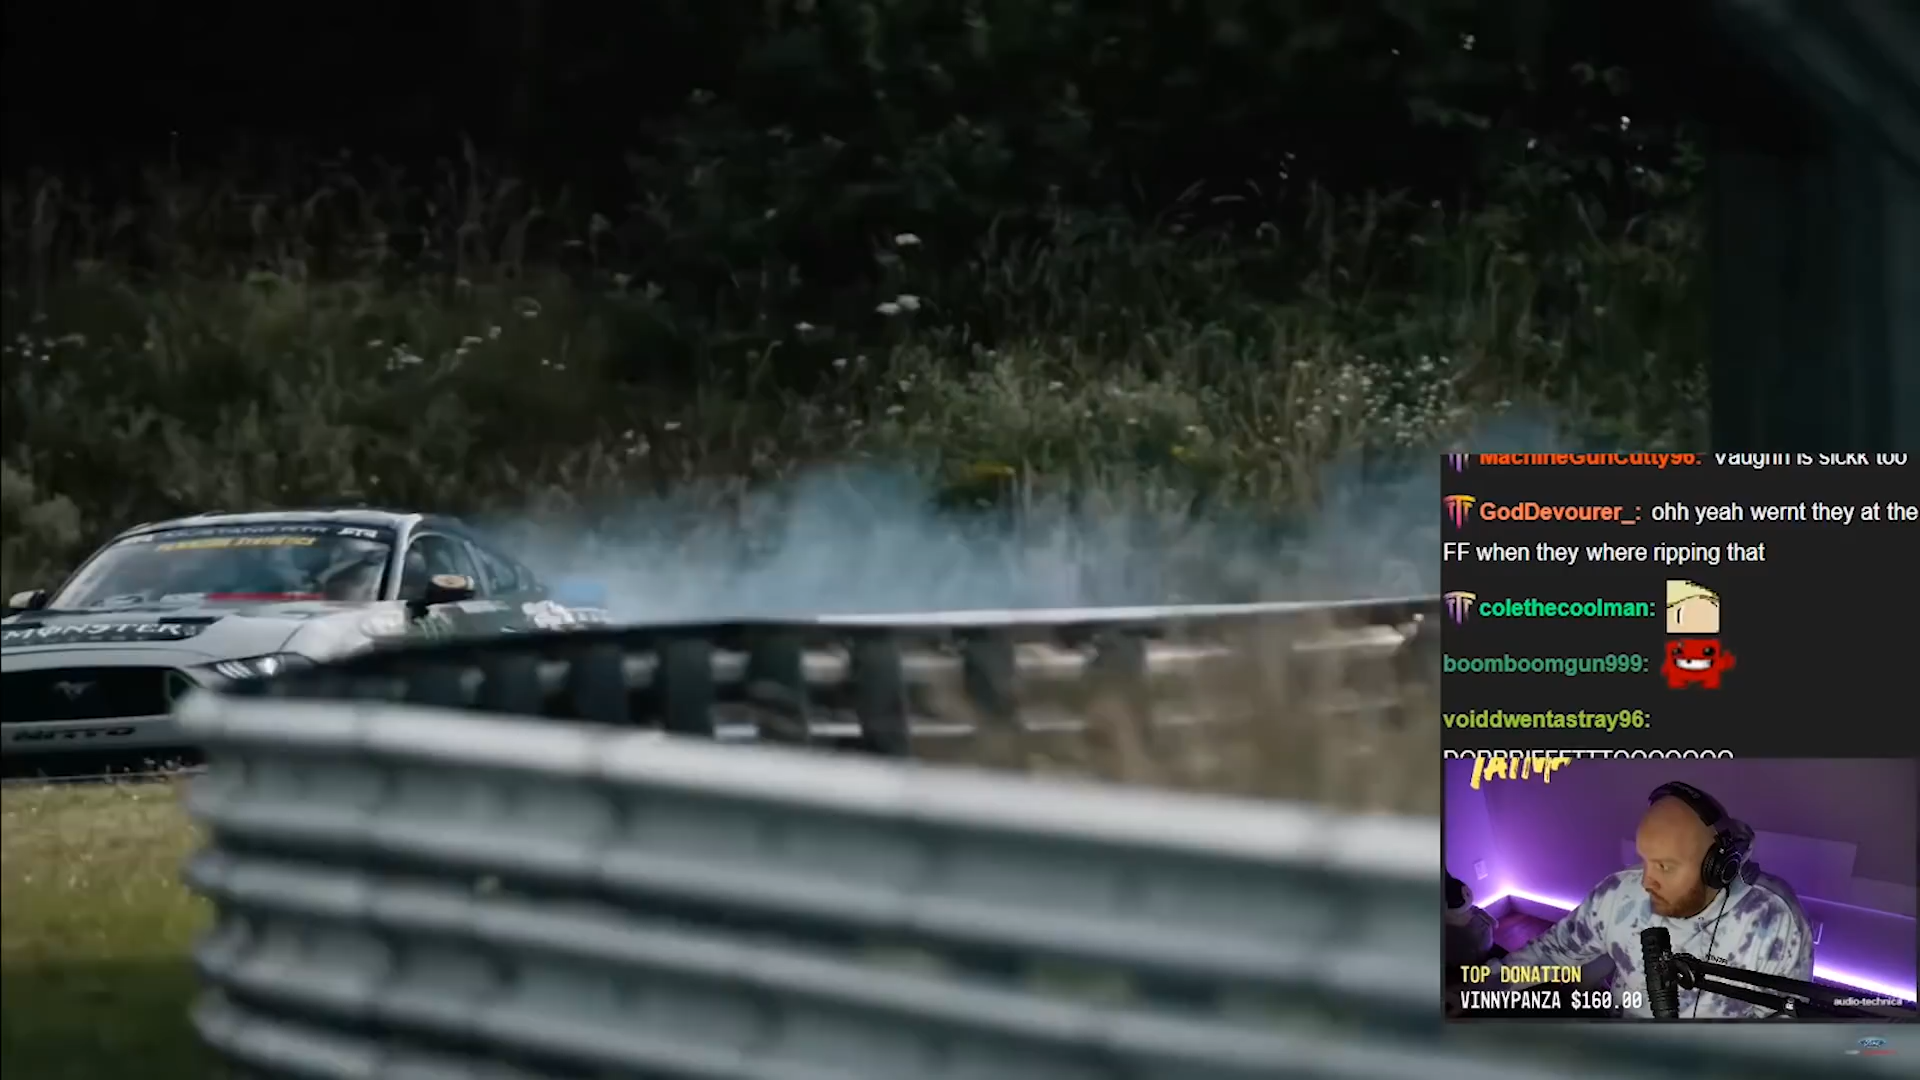 MachineGunCutty96: Vaughn is sickk too
GodDevourer_: ohh yeah wernt they at the
FF when they where ripping that
colethecoolman:
boomboomgun999:
voiddwentastray96:
MONSTER
NITTO
TOP DONATION
VINNYPANZA $160.00
audio-technica